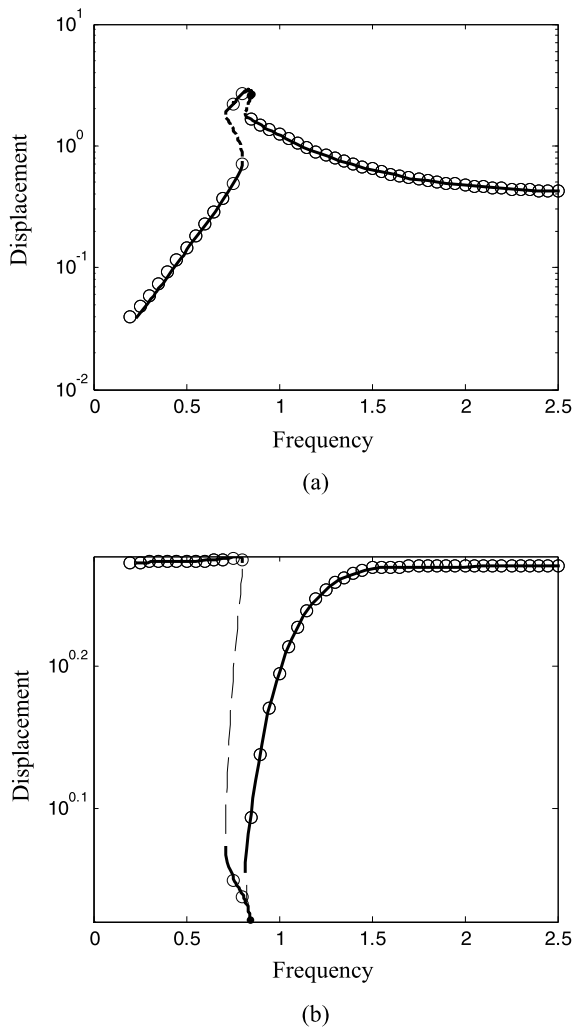 10^1
10^0
10^-1
10^-2
Displacement
0 0.5 1 1.5 2 2.5
Frequency
(a)
10^0.2
10^0.1
Displacement
0 0.5 1 1.5 2 2.5
Frequency
(b)